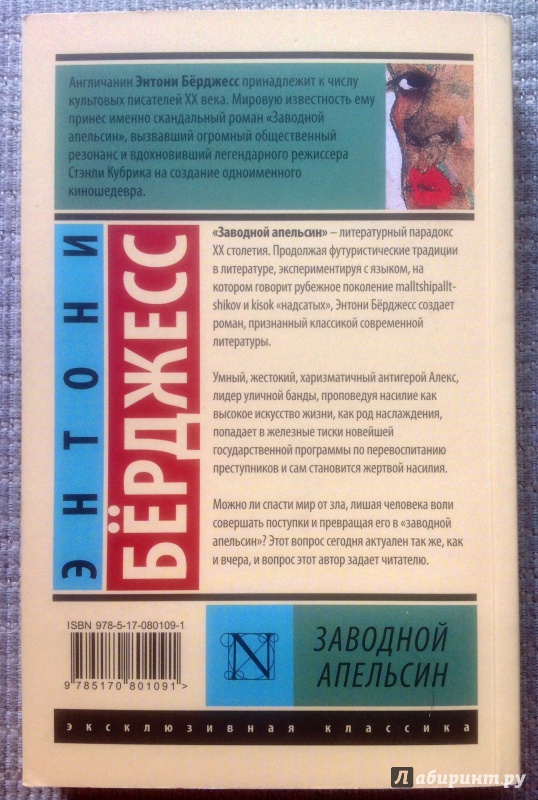 Англичанин Энтони Бёрджесс принадлежит к числу
культовых писателей XX века. Мировую известность ему
принес именно скандальный роман «Заводной
апельсин», вызвавший огромный общественный
резонанс и вдохновивший легендарного режиссера
Стэнли Кубрика на создание одноименного
киношедевра.
ЭНТОНИ
БЁРДЖЕСС
«Заводной апельсин» – литературный парадокс
XX столетия. Продолжая футуристические традиции
в литературе, экспериментируя с языком, на
котором говорит рубежное поколение malltshipallt-
shikov и kisok «надсатых», Энтони Бёрджесс создает
роман, признанный классикой современной
литературы.
Умный, жестокий, харизматичный антигерой Алекс,
лидер уличной банды, проповедуя насилие как
высокое искусство жизни, как род наслаждения,
попадает в железные тиски новейшей
государственной программы по перевоспитанию
преступников и сам становится жертвой насилия.
Можно ли спасти мир от зла, лишая человека воли
совершать поступки и превращая его в «заводной
апельсин»? Этот вопрос сегодня актуален так же, как
и вчера, и вопрос этот автор задает читателю.
ISBN 978-5-17-080109-1
9 785170 801091 >
N
ЗАВОДНОЙ
АПЕЛЬСИН
эксклюзивная классика
Лабиринт.ру